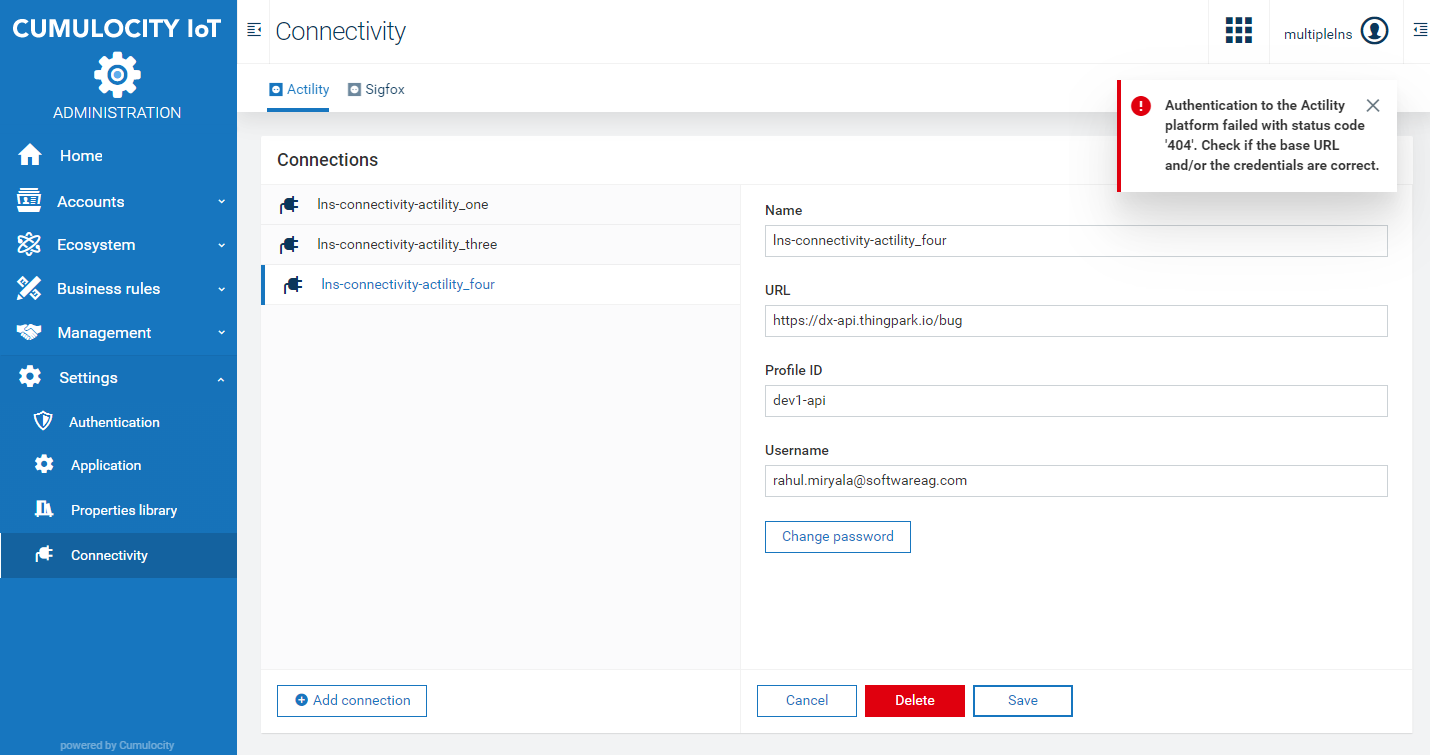 CUMULOCITY IoT
ADMINISTRATION
Home
Accounts
Ecosystem
Business rules
Management
Settings
Authentication
Application
Properties library
Connectivity
powered by Cumulocity
Connectivity
multiplelns
Actility
Sigfox
Authentication to the Actility
platform failed with status code
'404'. Check if the base URL
and/or the credentials are correct.
Connections
lns-connectivity-actility_one
lns-connectivity-actility_three
lns-connectivity-actility_four
Add connection
Name
lns-connectivity-actility_four
URL
https://dx-api.thingpark.io/bug
Profile ID
dev1-api
Username
rahul.miryala@softwareag.com
Change password
Cancel
Delete
Save